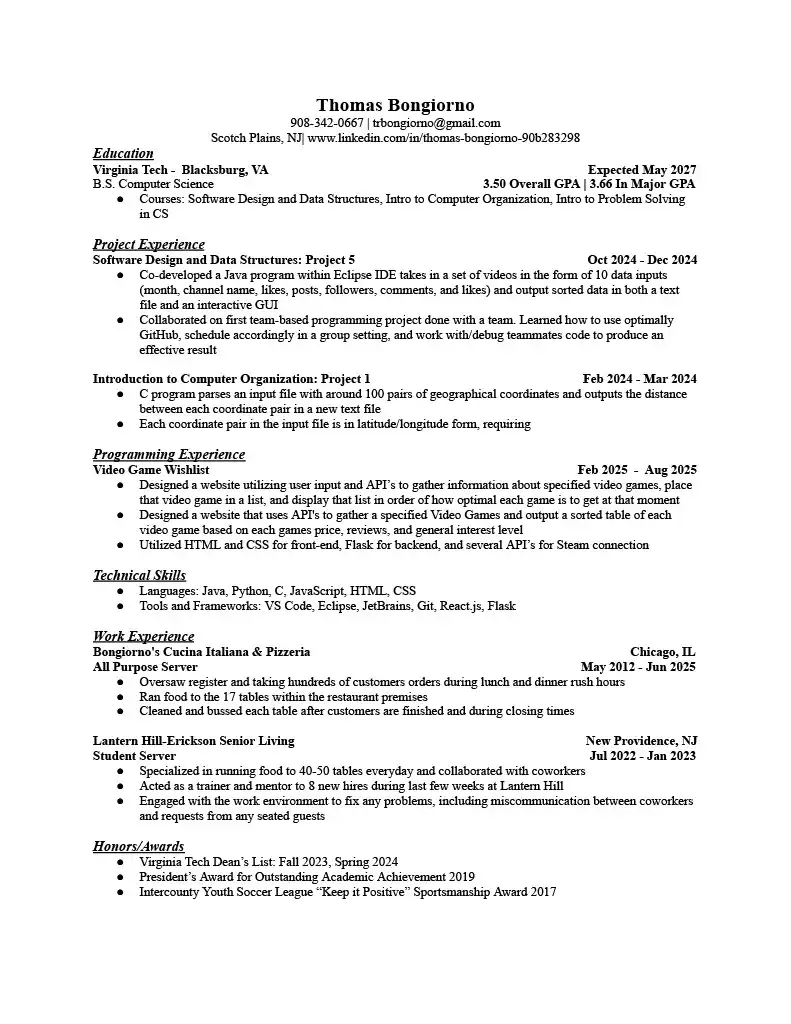 Thomas Bongiorno
908-342-0667 | trbongiorno@gmail.com
Scotch Plains, NJ| www.linkedin.com/in/thomas-bongiorno-90b283298
Education
Virginia Tech - Blacksburg, VA Expected May 2027
B.S. Computer Science 3.50 Overall GPA | 3.66 In Major GPA
● Courses: Software Design and Data Structures, Intro to Computer Organization, Intro to Problem Solving
in CS
Project Experience
Software Design and Data Structures: Project 5 Oct 2024 - Dec 2024
● Co-developed a Java program within Eclipse IDE takes in a set of videos in the form of 10 data inputs
(month, channel name, likes, posts, followers, comments, and likes) and output sorted data in both a text
file and an interactive GUI
● Collaborated on first team-based programming project done with a team. Learned how to use optimally
GitHub, schedule accordingly in a group setting, and work with/debug teammates code to produce an
effective result
Introduction to Computer Organization: Project 1 Feb 2024 - Mar 2024
● C program parses an input file with around 100 pairs of geographical coordinates and outputs the distance
between each coordinate pair in a new text file
● Each coordinate pair in the input file is in latitude/longitude form, requiring
Programming Experience
Video Game Wishlist Feb 2025 - Aug 2025
● Designed a website utilizing user input and API’s to gather information about specified video games, place
that video game in a list, and display that list in order of how optimal each game is to get at that moment
● Designed a website that uses API's to gather a specified Video Games and output a sorted table of each
video game based on each games price, reviews, and general interest level
● Utilized HTML and CSS for front-end, Flask for backend, and several API’s for Steam connection
Technical Skills
● Languages: Java, Python, C, JavaScript, HTML, CSS
● Tools and Frameworks: VS Code, Eclipse, JetBrains, Git, React.js, Flask
Work Experience
Bongiorno's Cucina Italiana & Pizzeria Chicago, IL
All Purpose Server May 2012 - Jun 2025
● Oversaw register and taking hundreds of customers orders during lunch and dinner rush hours
● Ran food to the 17 tables within the restaurant premises
● Cleaned and bussed each table after customers are finished and during closing times
Lantern Hill-Erickson Senior Living New Providence, NJ
Student Server Jul 2022 - Jan 2023
● Specialized in running food to 40-50 tables everyday and collaborated with coworkers
● Acted as a trainer and mentor to 8 new hires during last few weeks at Lantern Hill
● Engaged with the work environment to fix any problems, including miscommunication between coworkers
and requests from any seated guests
Honors/Awards
● Virginia Tech Dean’s List: Fall 2023, Spring 2024
● President’s Award for Outstanding Academic Achievement 2019
● Intercounty Youth Soccer League “Keep it Positive” Sportsmanship Award 2017